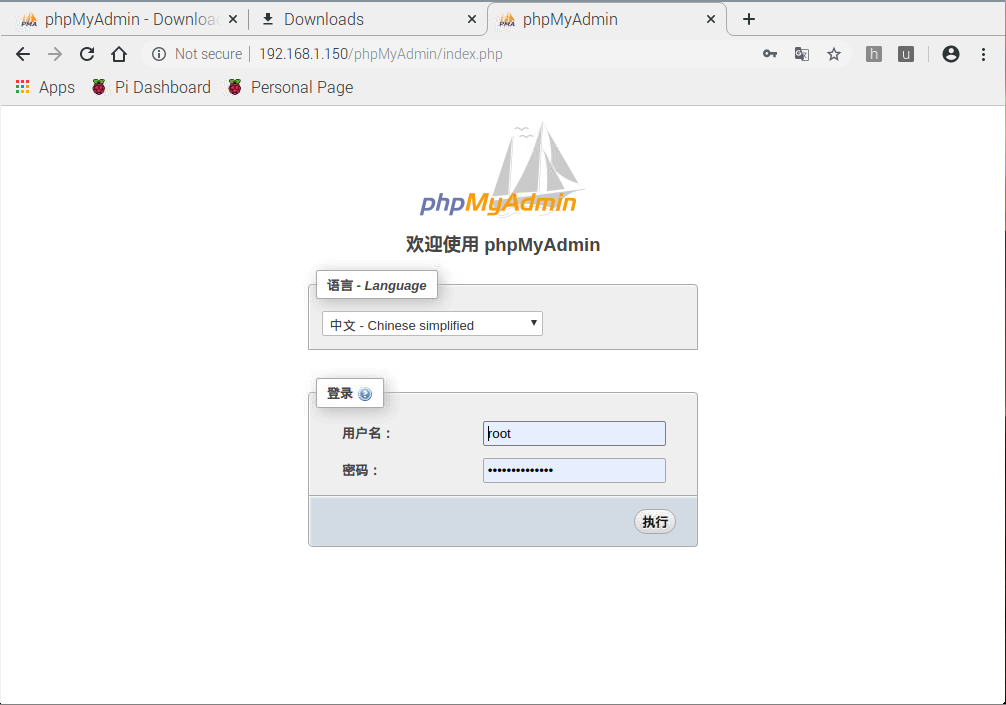 phpMyAdmin - Downloa
Downloads
phpMyAdmin
Not secure
192.168.1.150/phpMyAdmin/index.php
h
u
Apps
Pi Dashboard
Personal Page
phpMyAdmin
欢迎使用 phpMyAdmin
语言 - Language
中文 - Chinese simplified
登录
用户名：
root
密码：
••••••••••••••
执行